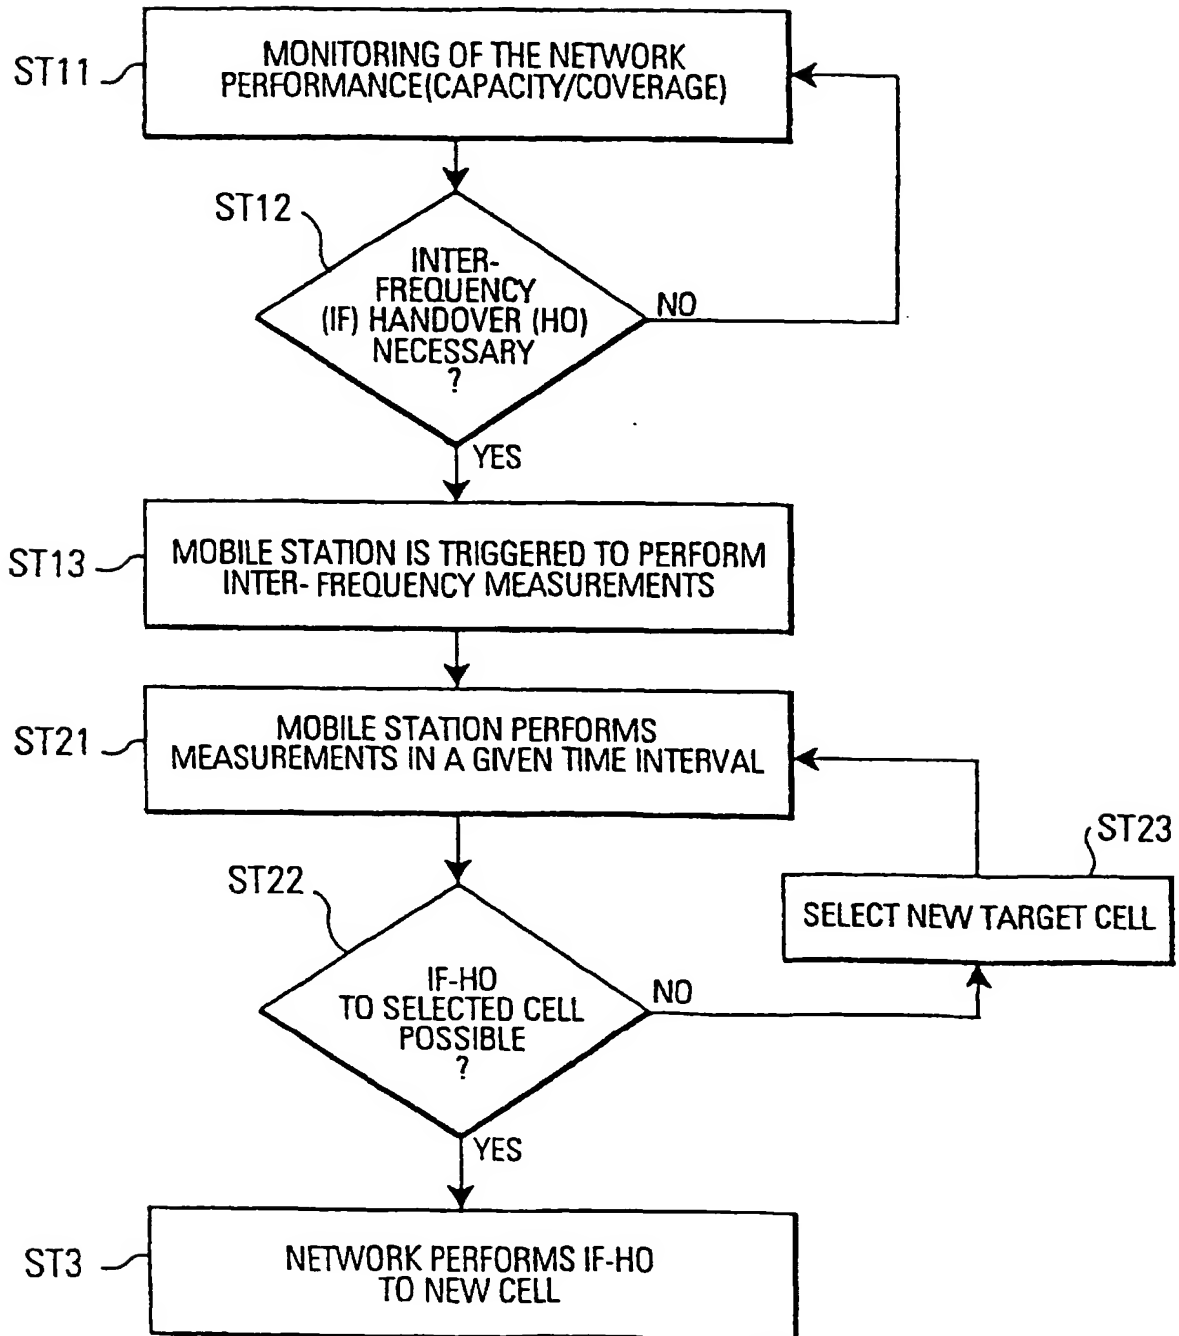 ST11
MONITORING OF THE NETWORK
PERFORMANCE(CAPACITY/COVERAGE)
ST12
INTER-
FREQUENCY
(IF) HANDOVER (HO)
NECESSARY
?
NO
YES
ST13
MOBILE STATION IS TRIGGERED TO PERFORM
INTER- FREQUENCY MEASUREMENTS
ST21
MOBILE STATION PERFORMS
MEASUREMENTS IN A GIVEN TIME INTERVAL
ST23
SELECT NEW TARGET CELL
ST22
IF-HO
TO SELECTED CELL
POSSIBLE
?
NO
YES
ST3
NETWORK PERFORMS IF-HO
TO NEW CELL